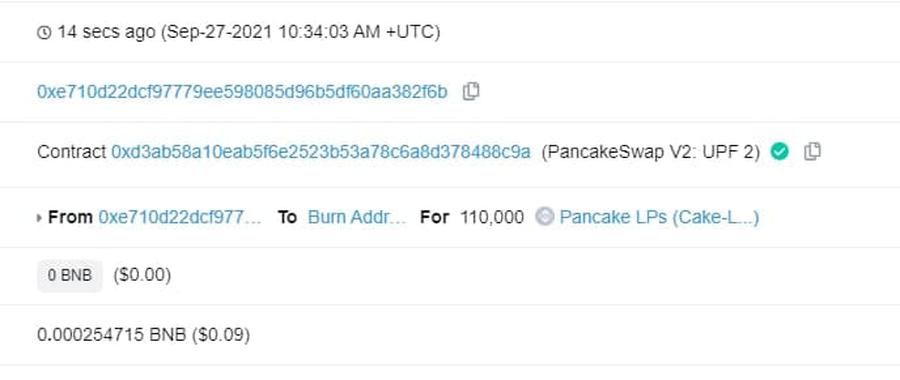 14 secs ago (Sep-27-2021 10:34:03 AM +UTC)
0xe710d22dcf97779ee598085d96b5df60aa382f6b
Contract 0xd3ab58a10eab5f6e2523b53a78c6a8d378488c9a (PancakeSwap V2: UPF 2)
From 0xe710d22dcf977... To Burn Addr... For 110,000 Pancake LPs (Cake-L...)
0 BNB ($0.00)
0.000254715 BNB ($0.09)